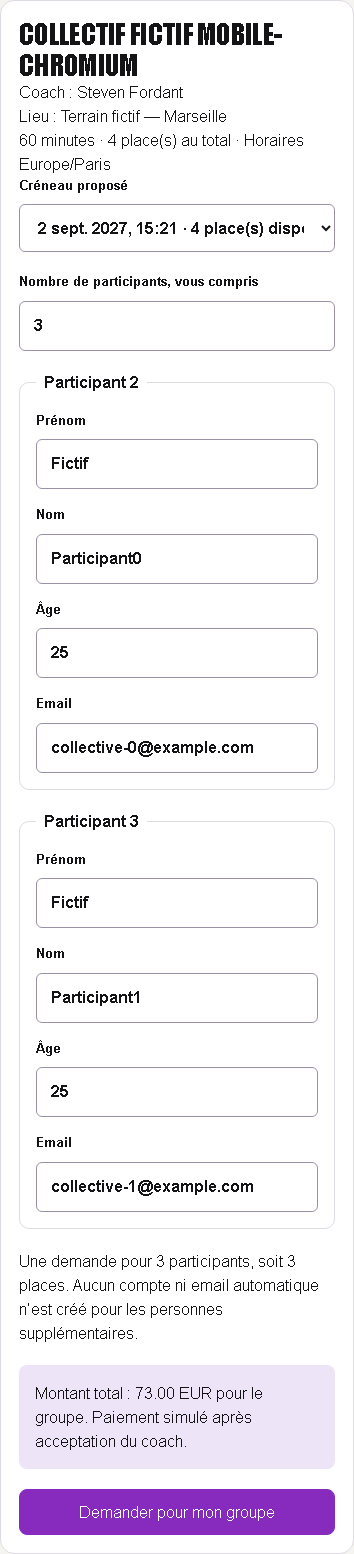 COLLECTIF FICTIF MOBILE-
CHROMIUM
Coach : Steven Fordant
Lieu : Terrain fictif — Marseille
60 minutes · 4 place(s) au total · Horaires
Europe/Paris
Créneau proposé
2 sept. 2027, 15:21 · 4 place(s) dispo
Nombre de participants, vous compris
3
Participant 2
Prénom
Fictif
Nom
Participant0
Âge
25
Email
collective-0@example.com
Participant 3
Prénom
Fictif
Nom
Participant1
Âge
25
Email
collective-1@example.com
Une demande pour 3 participants, soit 3
places. Aucun compte ni email automatique
n'est créé pour les personnes
supplémentaires.
Montant total : 73.00 EUR pour le
groupe. Paiement simulé après
acceptation du coach.
Demander pour mon groupe